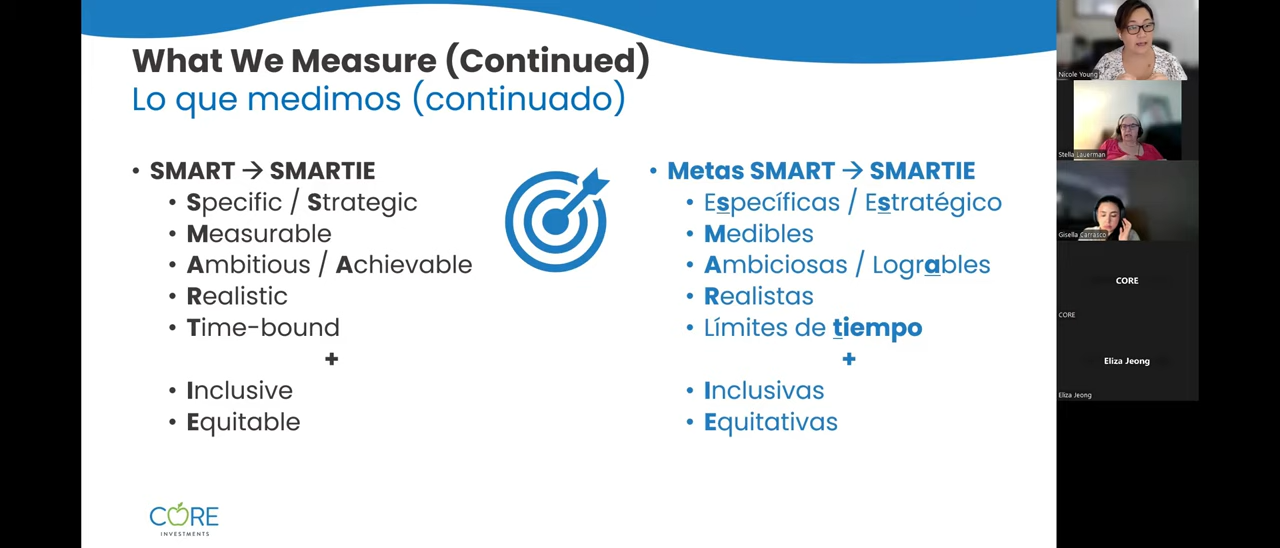 What We Measure (Continued)
Lo que medimos (continuado)
• SMART → SMARTIE
• Specific / Strategic
• Measurable
• Ambitious / Achievable
• Realistic
• Time-bound
+
• Inclusive
• Equitable
• Metas SMART → SMARTIE
• Específicas / Estratégico
• Medibles
• Ambiciosas / Logrables
• Realistas
• Límites de tiempo
+
• Inclusivas
• Equitativas
CORE
INVESTMENTS
Nicole Young
Stella Lauerman
Gisella Carrasco
CORE
CORE
Eliza Jeong
Eliza Jeong